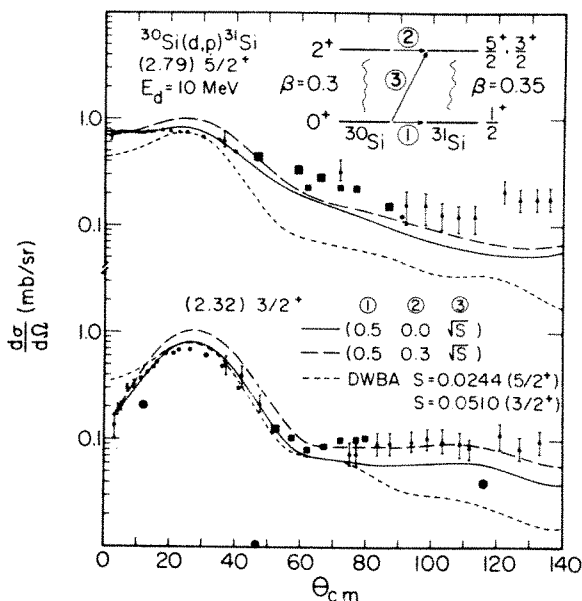 ³⁰Si(d,p)³¹Si
(2.79) 5/2⁺
E_d = 10 MeV
2⁺ ② 5/2⁺, 3/2⁺
β = 0.3 ③ β = 0.35
0⁺ ³⁰Si ① ³¹Si 1/2⁺
1.0
0.1
dσ/dΩ (mb/sr)
(2.32) 3/2⁺ ① ② ③
(0.5 0.0 √S)
(0.5 0.3 √S)
DWBA S=0.0244 (5/2⁺)
S=0.0510 (3/2⁺)
1.0
0.1
0 20 40 60 80 100 120 140
Θcm